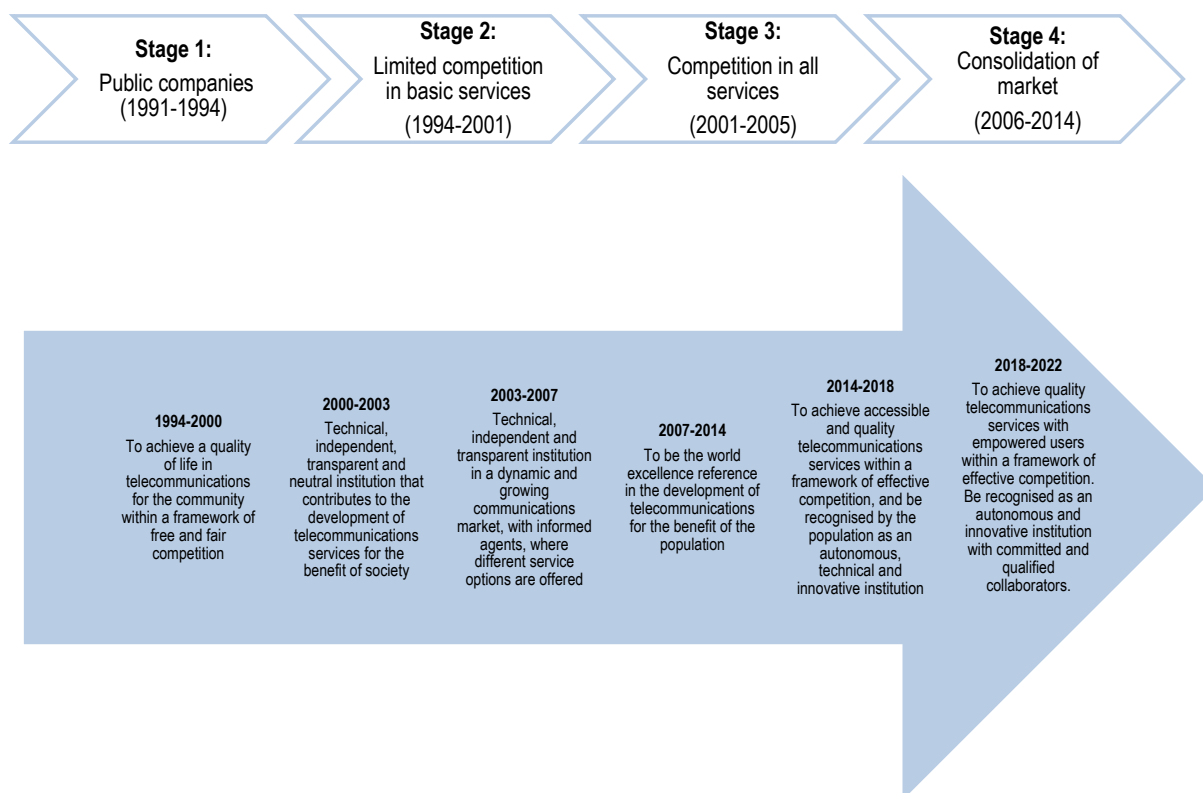 Stage 1:
Public companies
(1991-1994)
Stage 2:
Limited competition
in basic services
(1994-2001)
Stage 3:
Competition in all
services
(2001-2005)
Stage 4:
Consolidation of
market
(2006-2014)
1994-2000
To achieve a quality
of life in
telecommunications
for the community
within a framework of
free and fair
competition
2000-2003
Technical,
independent,
transparent and
neutral institution that
contributes to the
development of
telecommunications
services for the
benefit of society
2003-2007
Technical,
independent and
transparent institution
in a dynamic and
growing
communications
market, with informed
agents, where
different service
options are offered
2007-2014
To be the world
excellence reference
in the development of
telecommunications
for the benefit of the
population
2014-2018
To achieve accessible
and quality
telecommunications
services within a
framework of effective
competition, and be
recognised by the
population as an
autonomous,
technical and
innovative institution
2018-2022
To achieve quality
telecommunications
services with
empowered users
within a framework of
effective competition.
Be recognised as an
autonomous and
innovative institution
with committed and
qualified
collaborators.